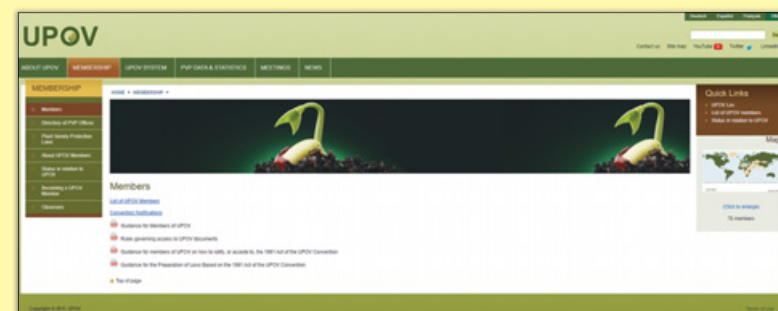 Deutsch Español Français
UPOV
Contact us Site map YouTube Twitter LinkedIn
ABOUT UPOV MEMBERSHIP UPOV SYSTEM PVP DATA & STATISTICS MEETINGS NEWS
MEMBERSHIP
Members
Directory of PVP Offices
Plant Variety Protection
Laws
About UPOV Members
Status in relation to
UPOV
Becoming a UPOV
Member
Observers
HOME MEMBERSHIP
Members
List of UPOV Members
Convention Notifications
Guidance for Members of UPOV
Rules governing access to UPOV documents
Guidance for members of UPOV on how to ratify, or accede to, the 1991 Act of the UPOV Convention
Guidance for the Preparation of Laws Based on the 1991 Act of the UPOV Convention
Top of page
Quick Links
UPOV Lex
List of UPOV members
Status in relation to UPOV
Map
(Click to enlarge)